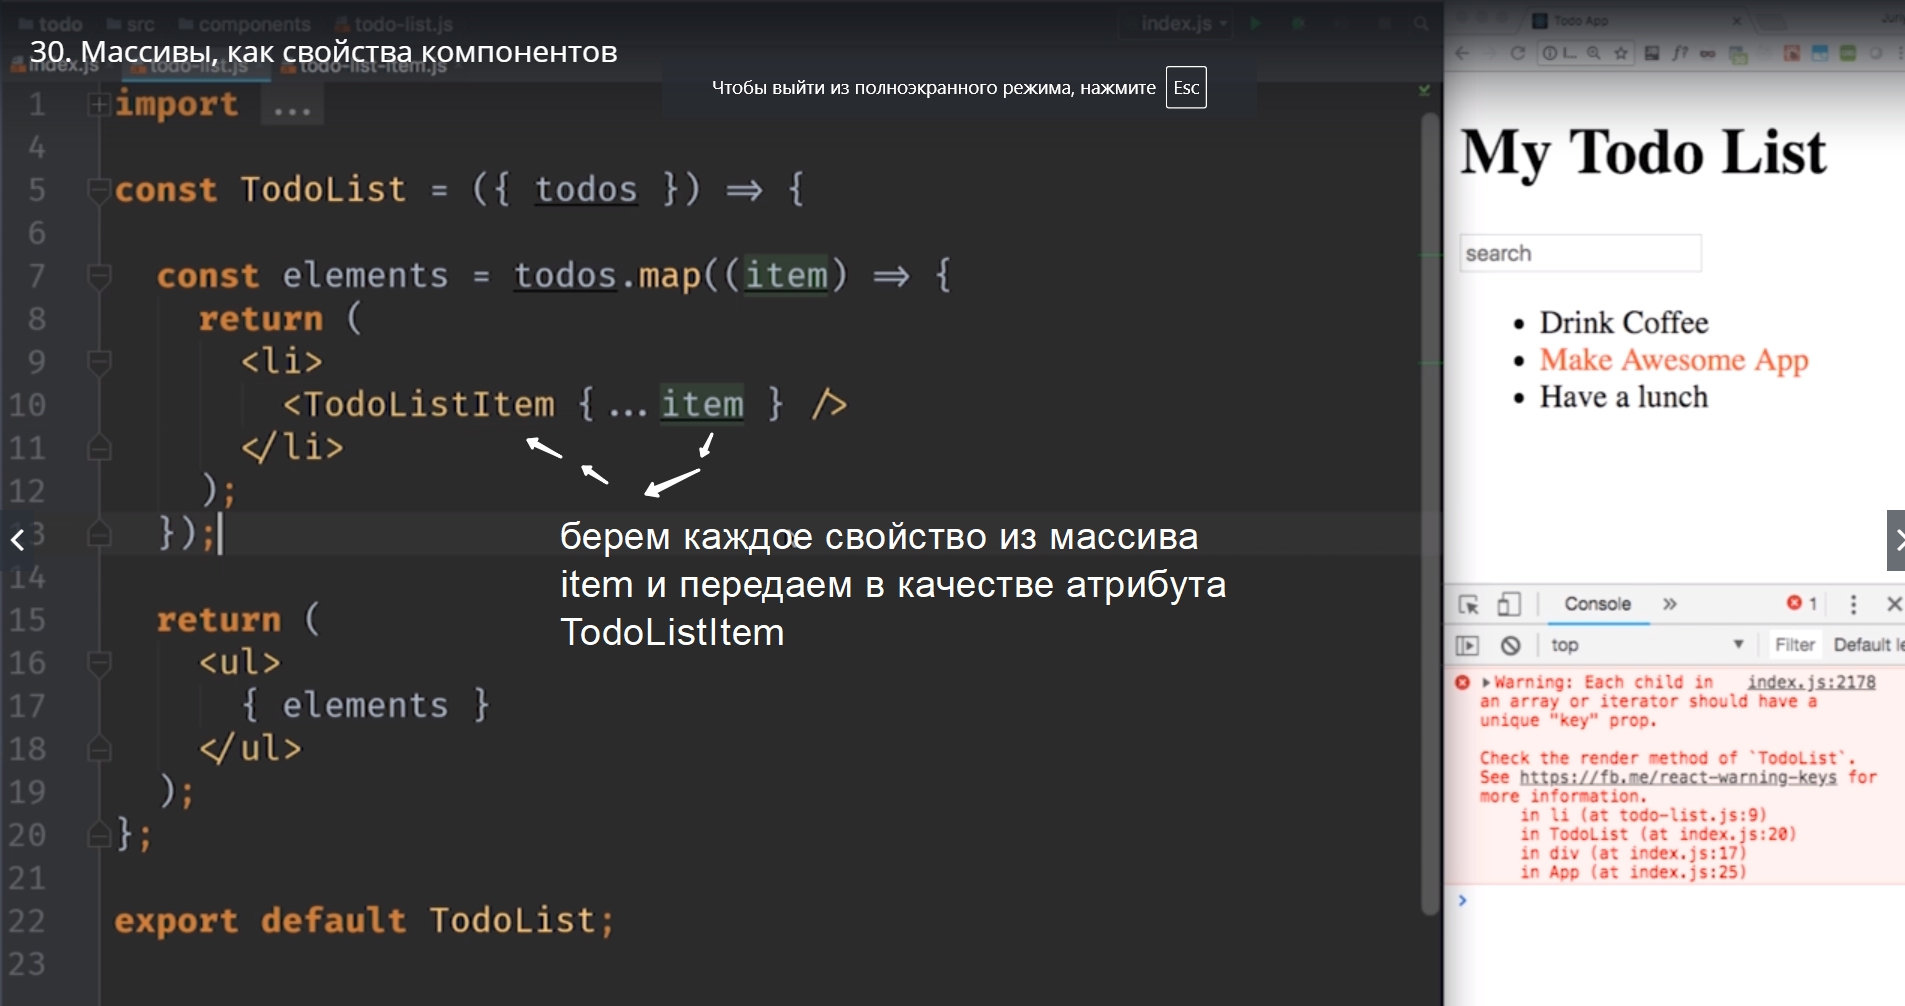 todo src components todo-list.js index.js
30. Массивы, как свойства компонентов
index.js todo-list.js todo-list-item.js
Чтобы выйти из полноэкранного режима, нажмите Esc
1 import ...
4
5 const TodoList = ({ todos }) => {
6
7 const elements = todos.map((item) => {
8 return (
9 <li>
10 <TodoListItem { ...item } />
11 </li>
12 );
13 });
14
15 return (
16 <ul>
17 { elements }
18 </ul>
19 );
20 };
21
22 export default TodoList;
23
берем каждое свойство из массива
item и передаем в качестве атрибута
TodoListItem
Todo App
My Todo List
search
• Drink Coffee
• Make Awesome App
• Have a lunch
Console » 1
top Filter
Warning: Each child in index.js:2178
an array or iterator should have a
unique "key" prop.
Check the render method of `TodoList`.
See https://fb.me/react-warning-keys for
more information.
in li (at todo-list.js:9)
in TodoList (at index.js:20)
in div (at index.js:17)
in App (at index.js:25)